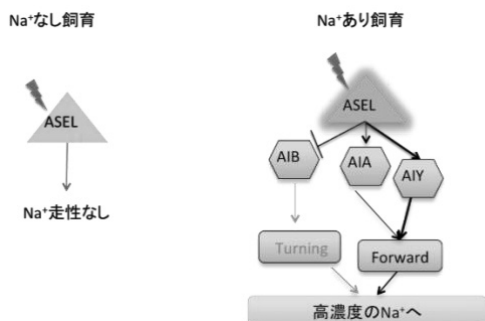 Na⁺なし飼育
Na⁺あり飼育
ASEL
Na⁺走性なし
ASEL
AIB
AIA
AIY
Turning
Forward
高濃度のNa⁺へ